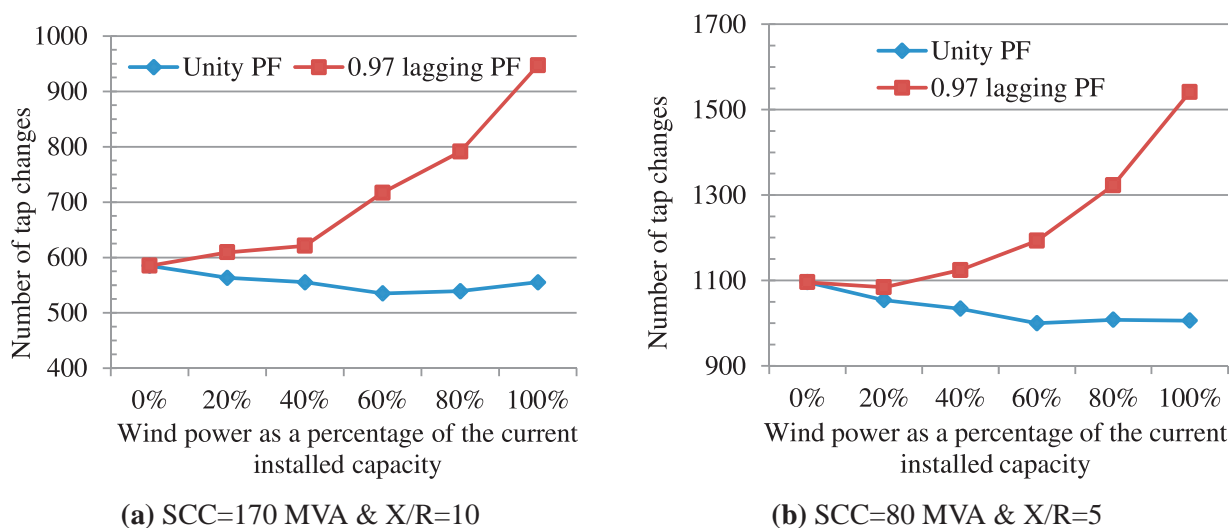 1000
900
800
700
600
500
400
Number of tap changes
Unity PF
0.97 lagging PF
0% 20% 40% 60% 80% 100%
Wind power as a percentage of the current
installed capacity
(a) SCC=170 MVA & X/R=10
1700
1500
1300
1100
900
Number of tap changes
Unity PF
0.97 lagging PF
0% 20% 40% 60% 80% 100%
Wind power as a percentage of the current
installed capacity
(b) SCC=80 MVA & X/R=5